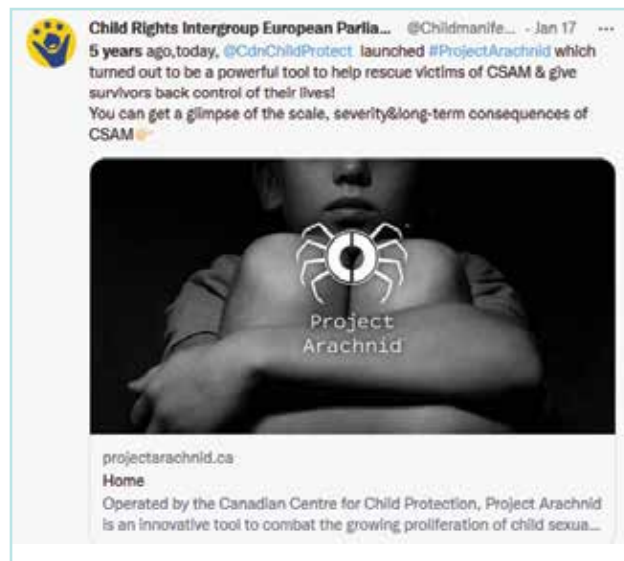 Child Rights Intergroup European Parlia... @Childmanife... · Jan 17 ···
5 years ago,today, @CdnChildProtect launched #ProjectArachnid which
turned out to be a powerful tool to help rescue victims of CSAM & give
survivors back control of their lives!
You can get a glimpse of the scale, severity&long-term consequences of
CSAM👉🏻
Project
Arachnid
projectarachnid.ca
Home
Operated by the Canadian Centre for Child Protection, Project Arachnid
is an innovative tool to combat the growing proliferation of child sexua...